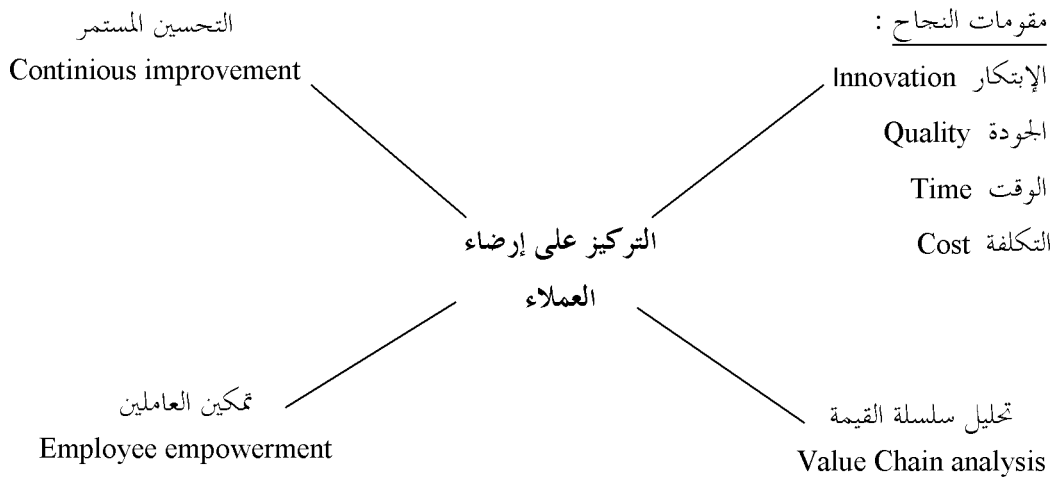 التحسين المستمر
Continious improvement
مقومات النجاح :
الإبتكار Innovation
الجودة Quality
الوقت Time
التكلفة Cost
التركيز على إرضاء
العملاء
تمكين العاملين
Employee empowerment
تحليل سلسلة القيمة
Value Chain analysis